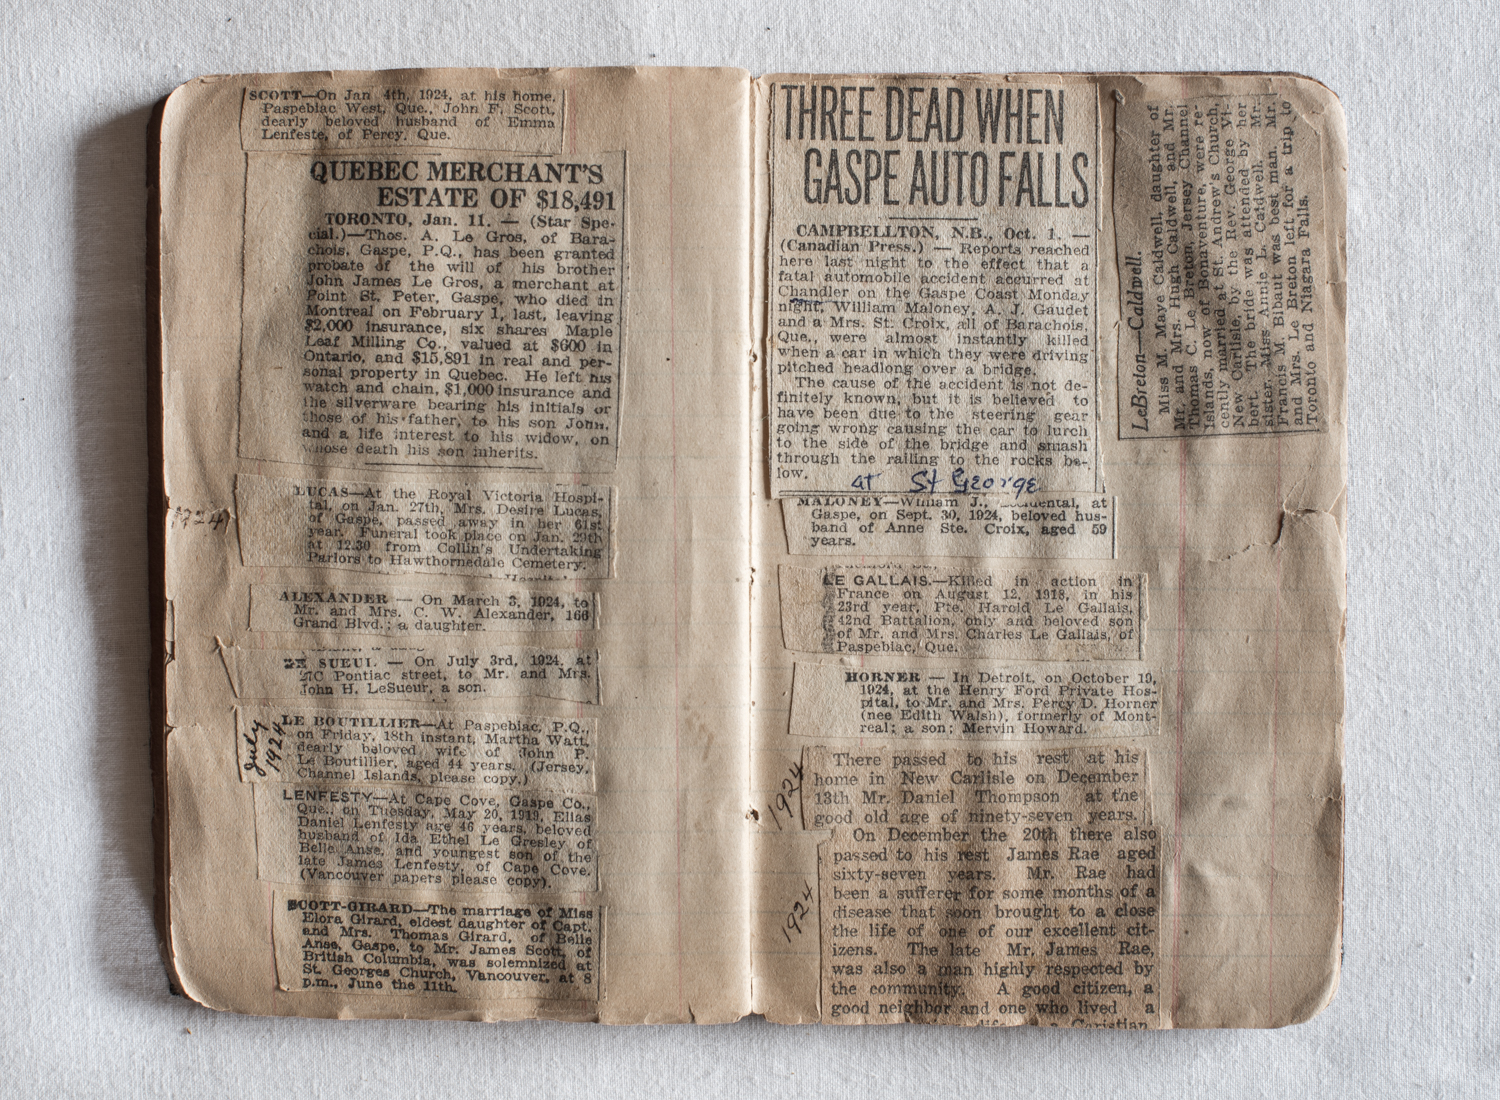 SCOTT—On Jan 4th, 1924, at his home,
Paspebiac West, Que., John F. Scott,
dearly beloved husband of Emma
Lenfeste, of Percy, Que.
QUEBEC MERCHANT'S
ESTATE OF $18,491
TORONTO, Jan. 11. — (Star Spe-
cial.)—Thos. A. Le Gros, of Bara-
chois, Gaspe, P.Q., has been granted
probate of the will of his brother
John James Le Gros, a merchant at
Point St. Peter, Gaspe, who died in
Montreal on February 1, last, leaving
$2,000 insurance, six shares Maple
Leaf Milling Co., valued at $600 in
Ontario, and $15,891 in real and per-
sonal property in Quebec. He left his
watch and chain, $1,000 insurance and
the silverware bearing his initials or
those of his father, to his son John,
and a life interest to his widow, on
whose death his son inherits.
1924
LUCAS—At the Royal Victoria Hospi-
tal, on Jan. 27th, Mrs. Desire Lucas,
of Gaspe, passed away in her 61st
year. Funeral took place on Jan. 29th
at 12.30 from Collin's Undertaking
Parlors to Hawthornedale Cemetery.
ALEXANDER — On March 3, 1924, to
Mr. and Mrs. C. W. Alexander, 166
Grand Blvd.; a daughter.
LE SUEUI. — On July 3rd, 1924, at
27C Pontiac street, to Mr. and Mrs.
John H. LeSueur, a son.
July
1924
LE BOUTILLIER—At Paspebiac, P.Q.,
on Friday, 18th instant, Martha Watt,
dearly beloved wife of John P.
Le Boutillier, aged 44 years. (Jersey,
Channel Islands, please copy.)
LENFESTY—At Cape Cove, Gaspe Co.,
Que., on Tuesday, May 20, 1919, Elias
Daniel Lenfesty age 46 years, beloved
husband of Ida Ethel Le Gresley of
Belle Anse, and youngest son of the
late James Lenfesty, of Cape Cove.
(Vancouver papers please copy).
SCOTT-GIRARD—The marriage of Miss
Elora Girard, eldest daughter of Capt.
and Mrs. Thomas Girard, of Belle
Anse, Gaspe, to Mr. James Scott, of
British Columbia, was solemnized at
St. Georges Church, Vancouver, at 8
p.m., June the 11th.
THREE DEAD WHEN
GASPE AUTO FALLS
CAMPBELLTON, N.B., Oct. 1. —
(Canadian Press.) — Reports reached
here last night to the effect that a
fatal automobile accident accurred at
Chandler on the Gaspe Coast Monday
night, William Maloney, A. J. Gaudet
and a Mrs. St. Croix, all of Barachois,
Que., were almost instantly killed
when a car in which they were driving
pitched headlong over a bridge.
The cause of the accident is not de-
finitely known, but it is believed to
have been due to the steering gear
going wrong causing the car to lurch
to the side of the bridge and smash
through the railing to the rocks be-
low.
at St George
MALONEY—William J., at
Gaspe, on Sept. 30, 1924, beloved hus-
band of Anne Ste. Croix, aged 59
years.
LE GALLAIS.—Killed in action in
France on August 12, 1918, in his
23rd year, Pte. Harold Le Gallais,
42nd Battalion, only and beloved son
of Mr. and Mrs. Charles Le Gallais, of
Paspebiac, Que.
HORNER — In Detroit, on October 19,
1924, at the Henry Ford Private Hos-
pital, to Mr. and Mrs. Percy D. Horner
(nee Edith Walsh), formerly of Mont-
real; a son; Mervin Howard.
1924
There passed to his rest at his
home in New Carlisle on December
13th Mr. Daniel Thompson at the
good old age of ninety-seven years.
1924
On December the 20th there also
passed to his rest James Rae aged
sixty-seven years. Mr. Rae had
been a sufferer for some months of a
disease that soon brought to a close
the life of one of our excellent cit-
izens. The late Mr. James Rae,
was also a man highly respected by
the community. A good citizen, a
good neighbor and one who lived a
life a Christian
LeBreton—Caldwell.
Miss M. Maye Caldwell, daughter of
Mr. and Mrs. Hugh Caldwell, and Mr.
Thomas C. Le Breton, Jersey Channel
Islands, now of Bonaventure, were re-
cently married at St. Andrew's Church,
New Carlisle, by the Rev. George Vi-
bert. The bride was attended by her
sister, Miss Annie L. Caldwell. Mr.
Francis M. Bibaut was best man. Mr.
and Mrs. Le Breton left for a trip to
Toronto and Niagara Falls.